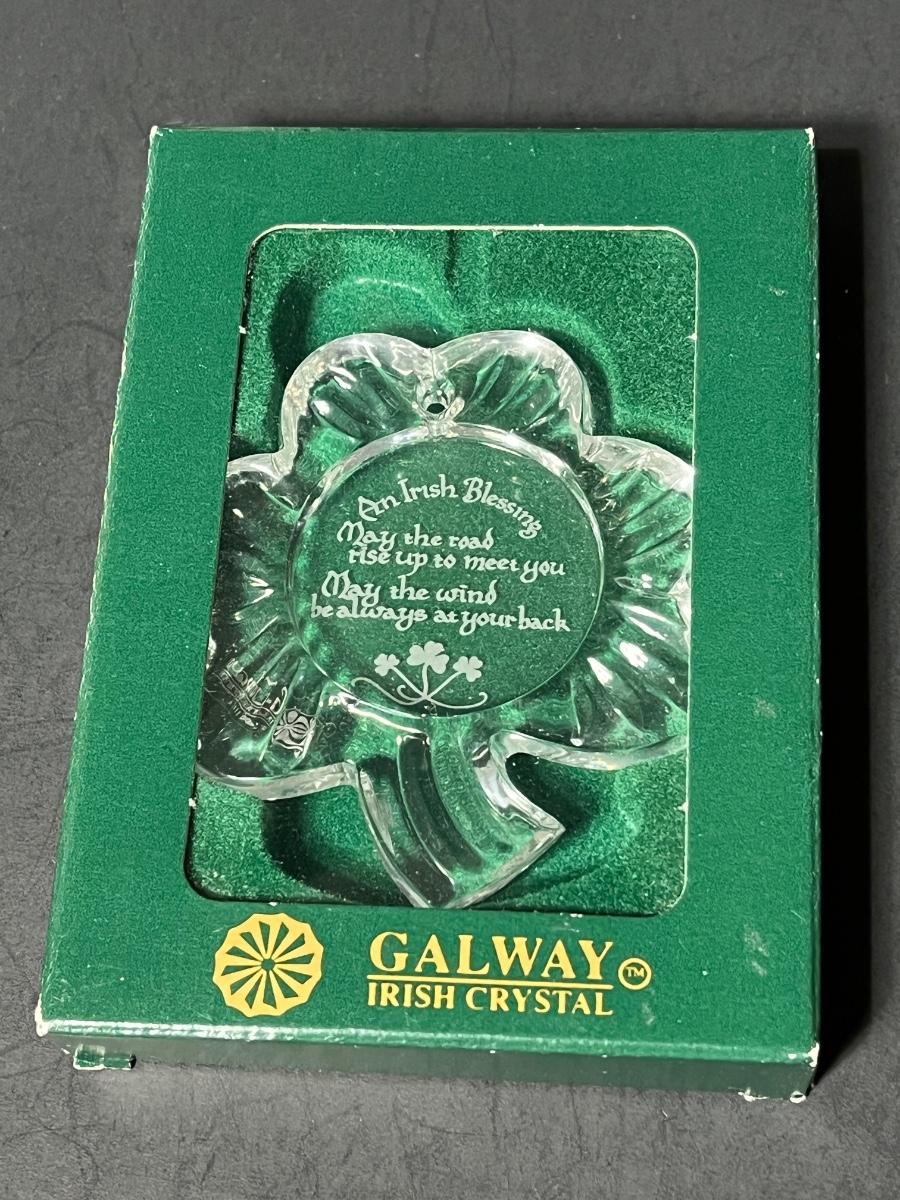 An Irish Blessing
May the road
rise up to meet you
May the wind
be always at your back
GALWAY TM
IRISH CRYSTAL